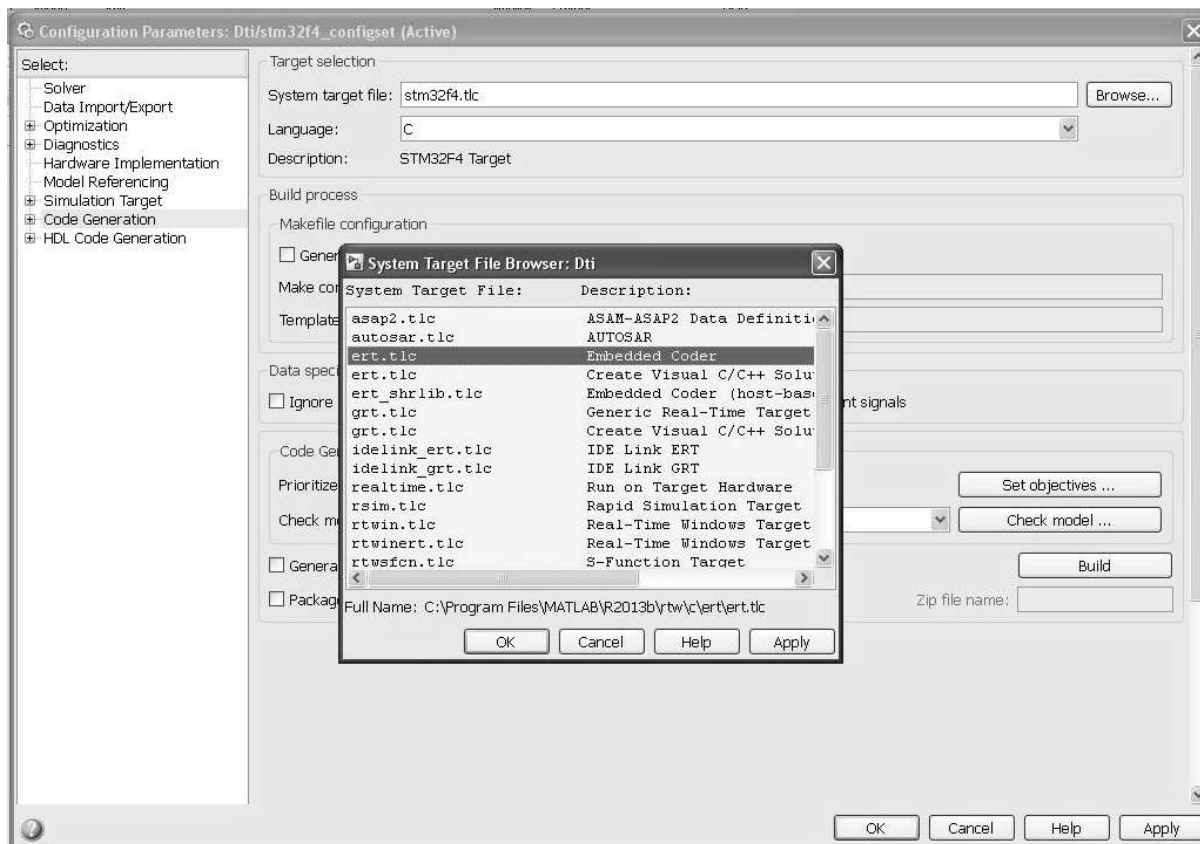 Configuration Parameters: Dti/stm32f4_configset (Active)
Select:
Solver
Data Import/Export
Optimization
Diagnostics
Hardware Implementation
Model Referencing
Simulation Target
Code Generation
HDL Code Generation
Target selection
System target file: stm32f4.tlc Browse...
Language: C
Description: STM32F4 Target
Build process
Makefile configuration
Gener
Make co
Template
Data speci
Ignore nt signals
Code Ge
Prioritize Set objectives ...
Check m Check model ...
Genera Build
Packag Zip file name:
System Target File Browser: Dti
System Target File: Description:
asap2.tlc ASAM-ASAP2 Data Definiti
autosar.tlc AUTOSAR
ert.tlc Embedded Coder
ert.tlc Create Visual C/C++ Solu
ert_shrlib.tlc Embedded Coder (host-bas
grt.tlc Generic Real-Time Target
grt.tlc Create Visual C/C++ Solu
idelink_ert.tlc IDE Link ERT
idelink_grt.tlc IDE Link GRT
realtime.tlc Run on Target Hardware
rsim.tlc Rapid Simulation Target
rtwin.tlc Real-Time Windows Target
rtwinert.tlc Real-Time Windows Target
rtwsfcn.tlc S-Function Target
Full Name: C:\Program Files\MATLAB\R2013b\rtw\c\ert\ert.tlc
OK Cancel Help Apply
OK Cancel Help Apply